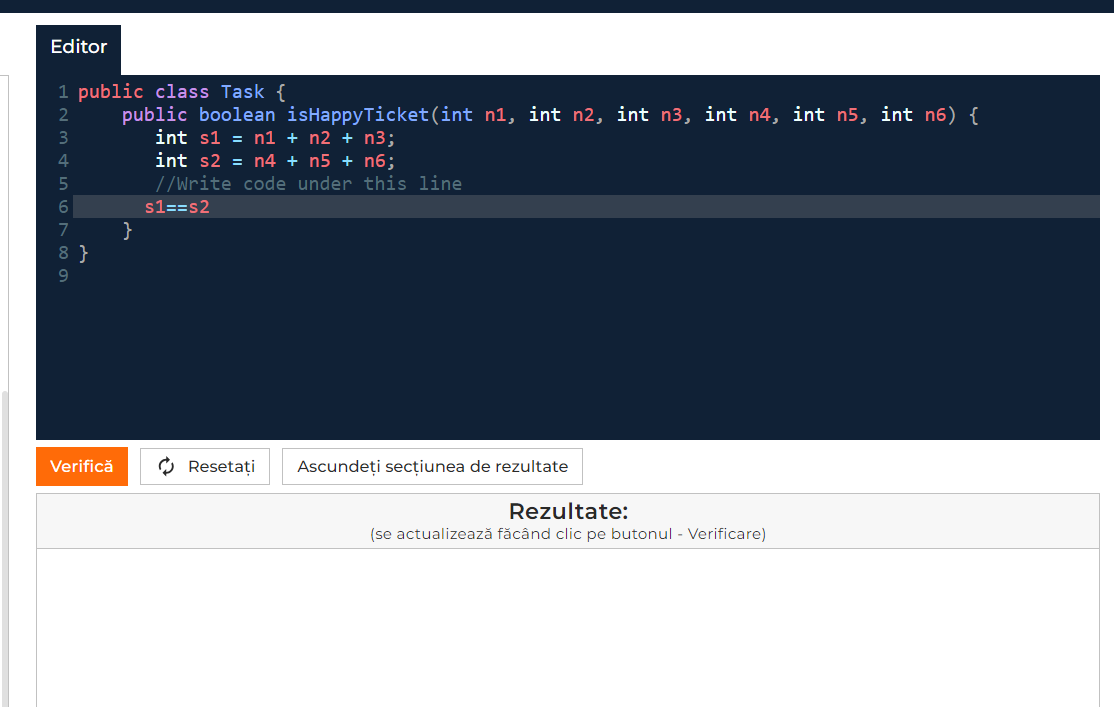 Editor
1 public class Task {
2     public boolean isHappyTicket(int n1, int n2, int n3, int n4, int n5, int n6) {
3        int s1 = n1 + n2 + n3;
4        int s2 = n4 + n5 + n6;
5        //Write code under this line
6       s1==s2
7     }
8 }
9
Verifică   Resetați   Ascundeți secțiunea de rezultate
Rezultate:
(se actualizează făcând clic pe butonul - Verificare)